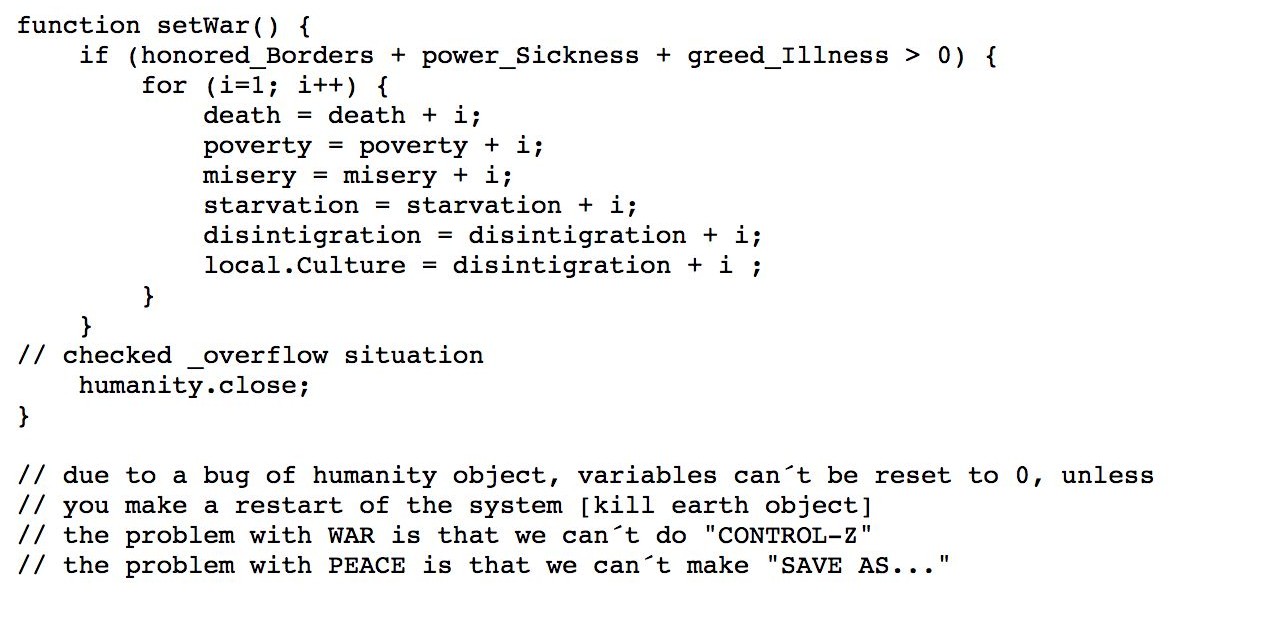 function setWar() {
if (honored_Borders + power_Sickness + greed_Illness > 0) {
for (i=1; i++) {
death = death + i;
poverty = poverty + i;
misery = misery + i;
starvation = starvation + i;
disintigration = disintigration + i;
local.Culture = disintigration + i ;
}
}
// checked _overflow situation
humanity.close;
}
// due to a bug of humanity object, variables can´t be reset to 0, unless
// you make a restart of the system [kill earth object]
// the problem with WAR is that we can´t do "CONTROL-Z"
// the problem with PEACE is that we can´t make "SAVE AS..."